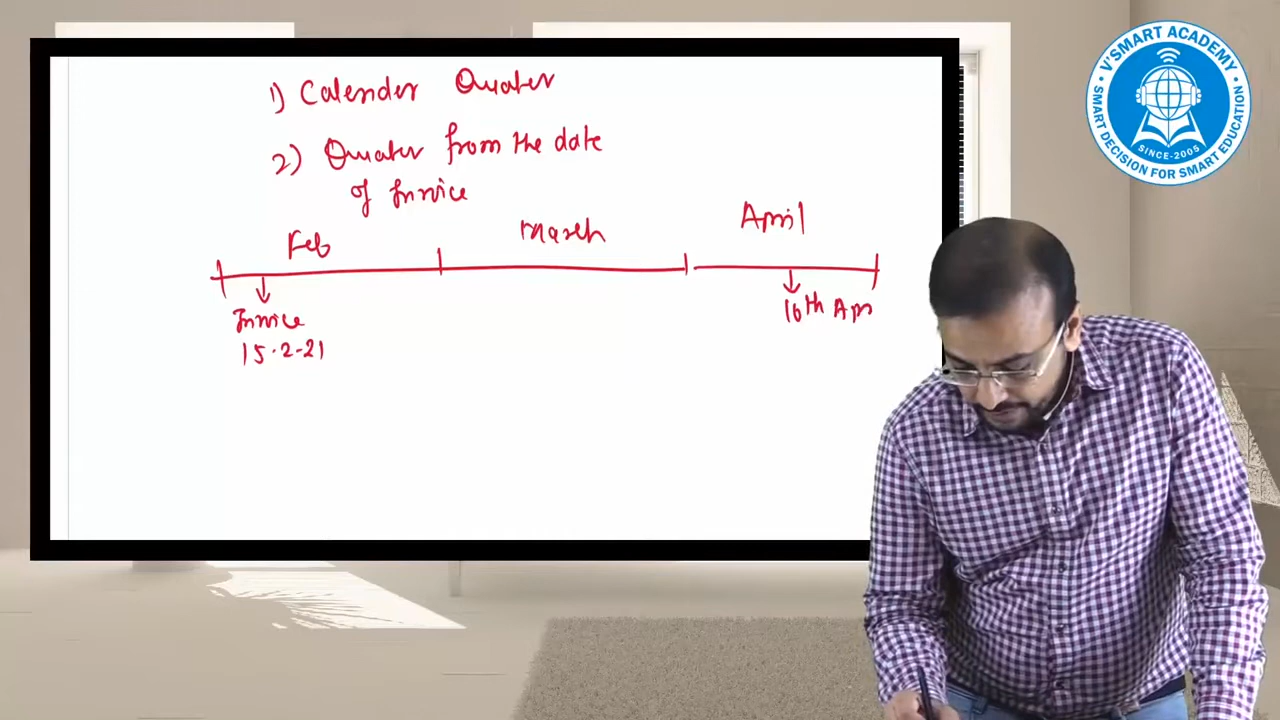 1) Calender Quater
2) Quater from the date
of Invoice
Feb
March
April
Invoice
15.2-21
16th Apr
V'SMART ACADEMY
SINCE-2005
SMART DECISION FOR SMART EDUCATION